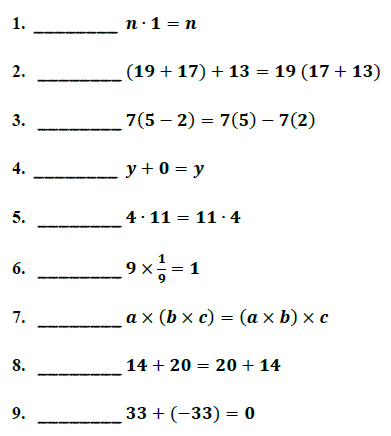 1. __________ n · 1 = n
2. __________ (19 + 17) + 13 = 19 (17 + 13)
3. __________ 7(5 − 2) = 7(5) − 7(2)
4. __________ y + 0 = y
5. __________ 4 · 11 = 11 · 4
6. __________ 9 × 1/9 = 1
7. __________ a × (b × c) = (a × b) × c
8. __________ 14 + 20 = 20 + 14
9. __________ 33 + (−33) = 0